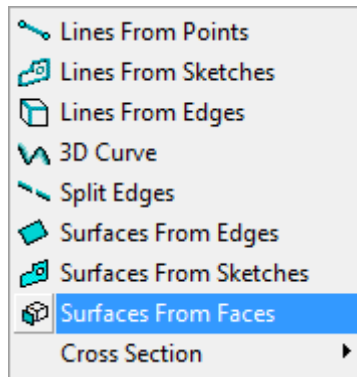 Lines From Points
Lines From Sketches
Lines From Edges
3D Curve
Split Edges
Surfaces From Edges
Surfaces From Sketches
Surfaces From Faces
Cross Section